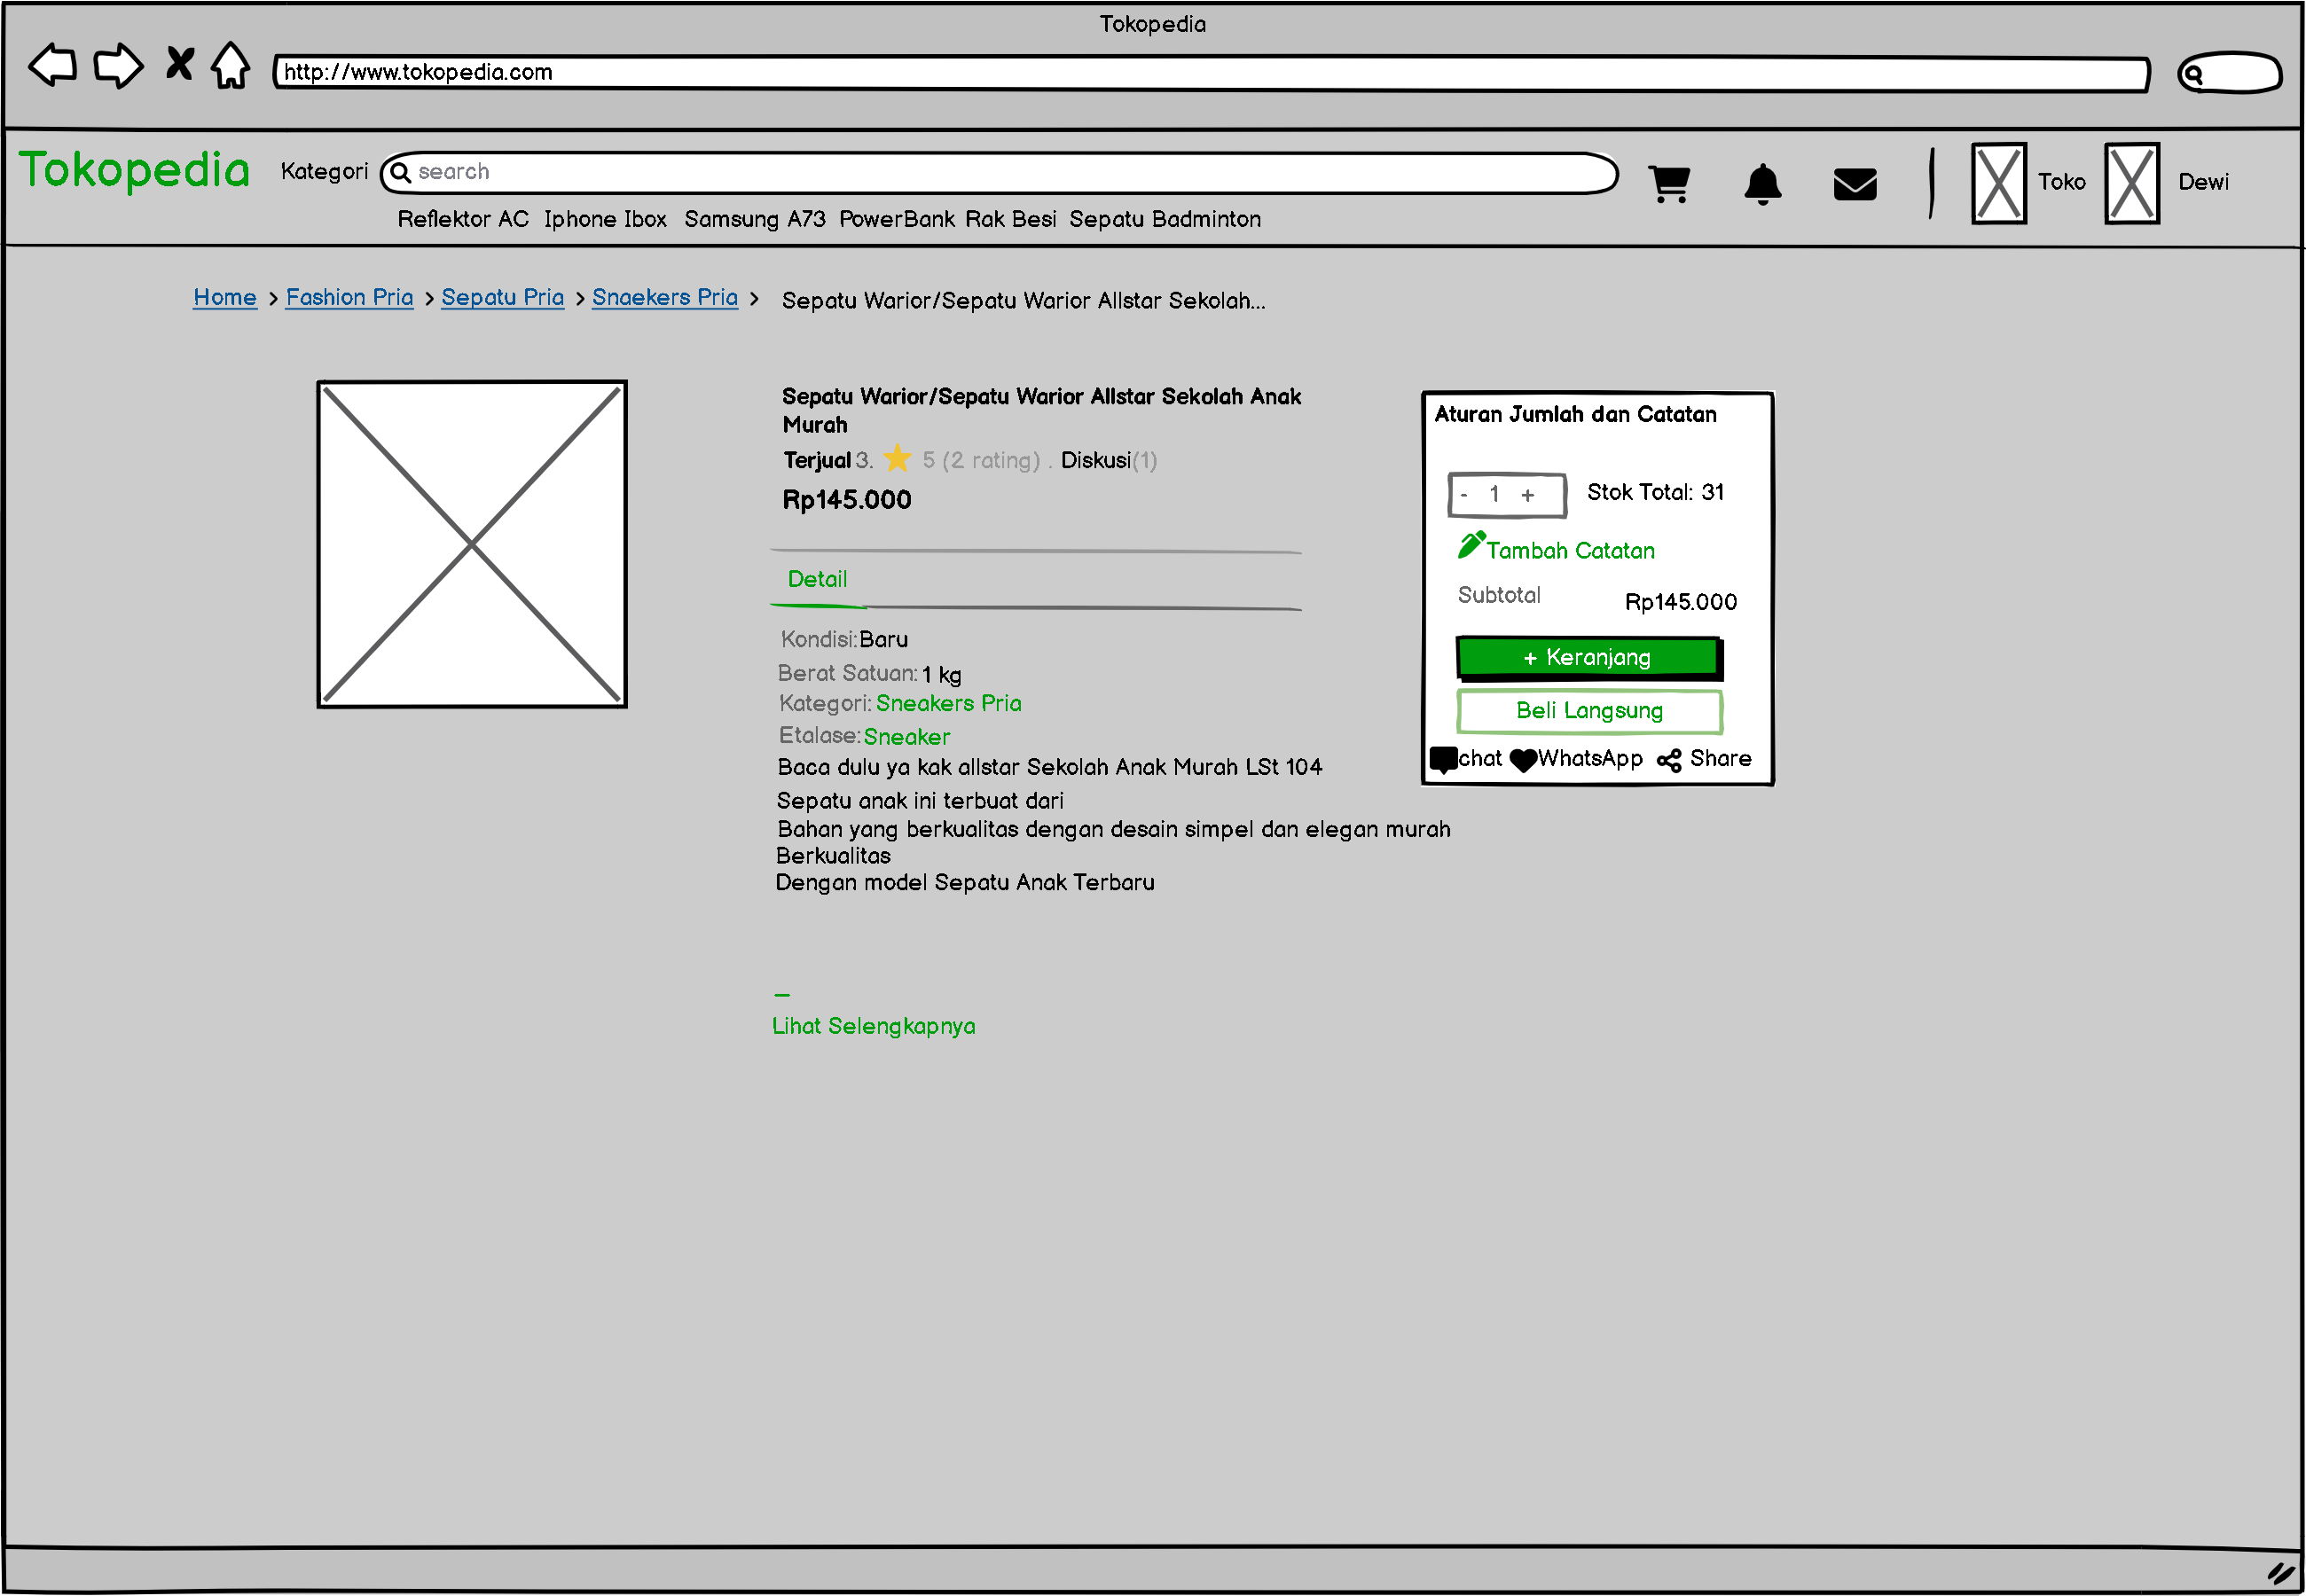 Tokopedia
http://www.tokopedia.com
Tokopedia Kategori search Toko Dewi
Reflektor AC Iphone Ibox Samsung A73 PowerBank Rak Besi Sepatu Badminton
Home > Fashion Pria > Sepatu Pria > Snaekers Pria > Sepatu Warior/Sepatu Warior Allstar Sekolah...
Sepatu Warior/Sepatu Warior Allstar Sekolah Anak
Murah
Terjual 3. 5 (2 rating) . Diskusi(1)
Rp145.000
Detail
Kondisi:Baru
Berat Satuan: 1 kg
Kategori: Sneakers Pria
Etalase: Sneaker
Baca dulu ya kak allstar Sekolah Anak Murah LSt 104
Sepatu anak ini terbuat dari
Bahan yang berkualitas dengan desain simpel dan elegan murah
Berkualitas
Dengan model Sepatu Anak Terbaru
Lihat Selengkapnya
Aturan Jumlah dan Catatan
- 1 + Stok Total: 31
Tambah Catatan
Subtotal Rp145.000
+ Keranjang
Beli Langsung
chat WhatsApp Share